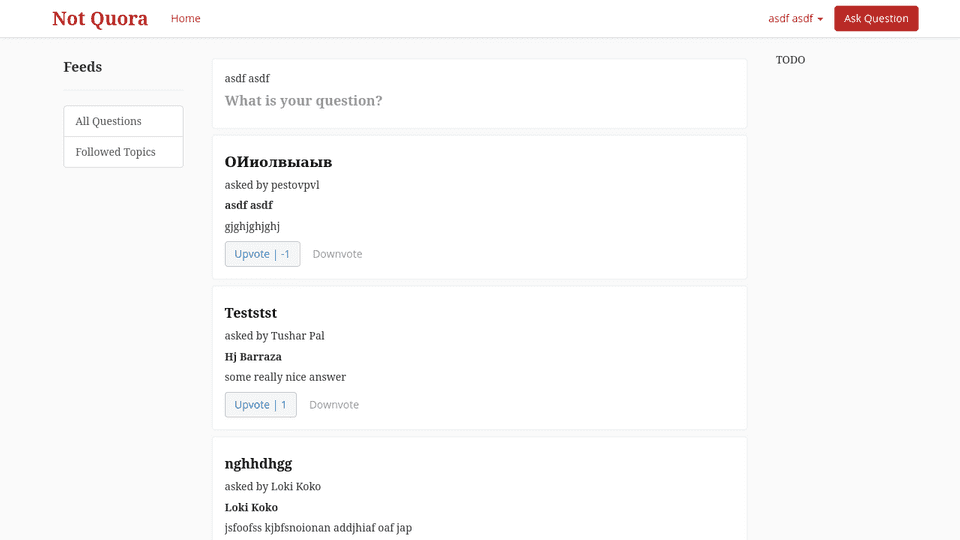 Not Quora Home asdf asdf Ask Question
Feeds
All Questions
Followed Topics
asdf asdf
What is your question?
ОИиолвыаыв
asked by pestovpvl
asdf asdf
gjghjghjghj
Upvote | -1 Downvote
Teststst
asked by Tushar Pal
Hj Barraza
some really nice answer
Upvote | 1 Downvote
nghhdhgg
asked by Loki Koko
Loki Koko
jsfoofss kjbfsnoionan addjhiaf oaf jap
TODO